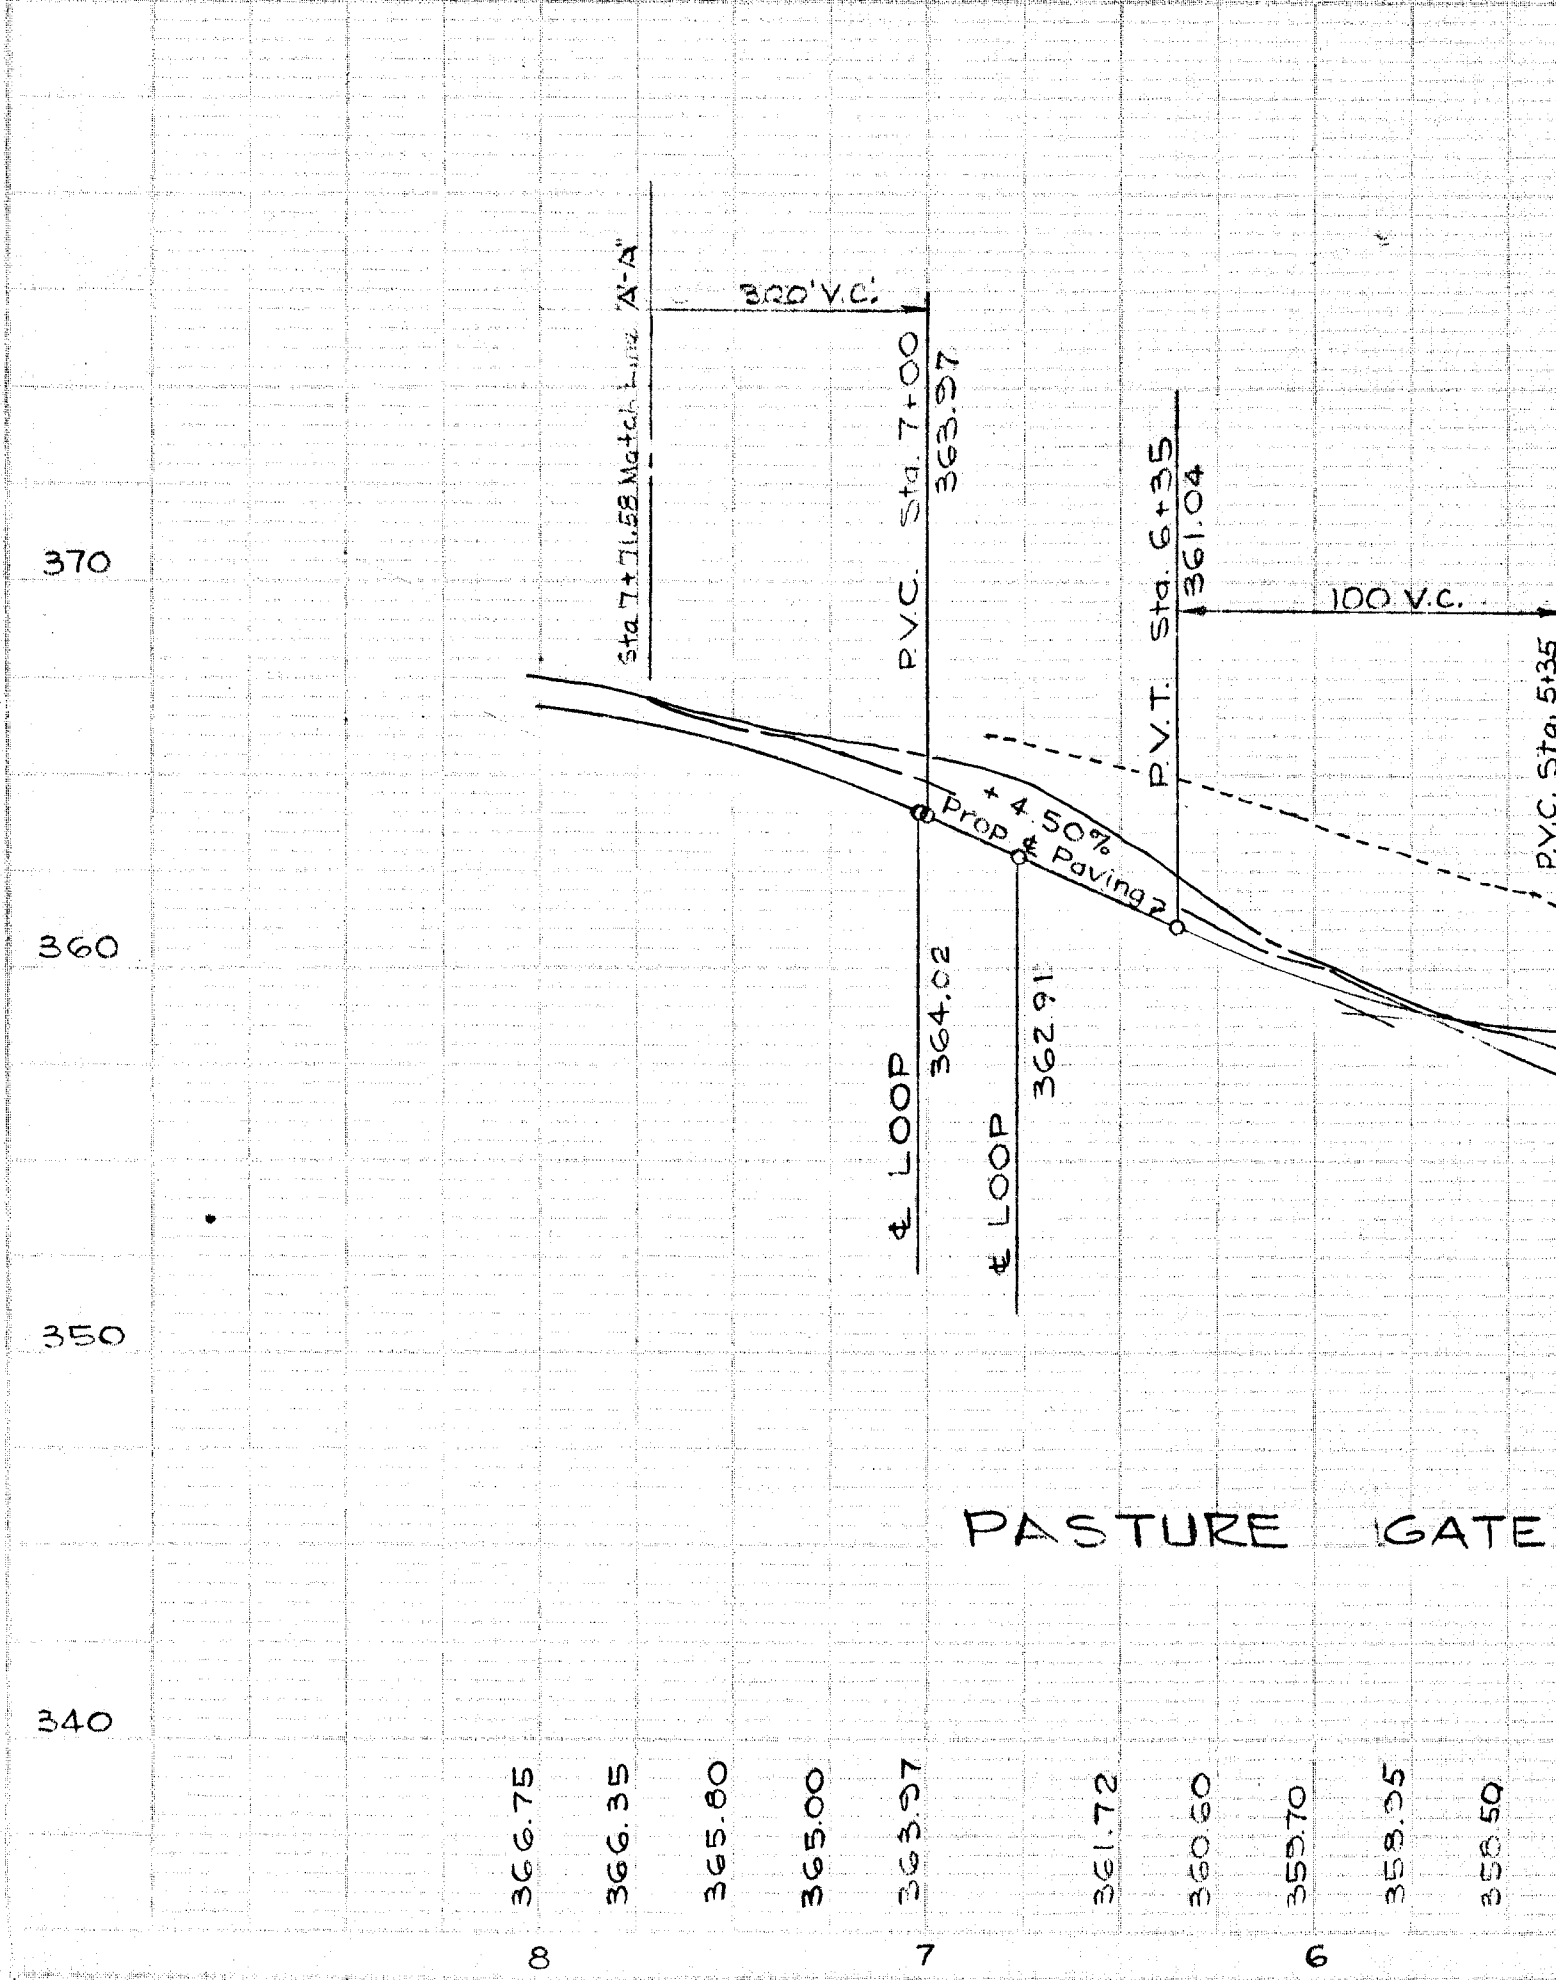 Sta 7+71.58 Match Line "A-A"
300' V.C.
P.V.C. Sta. 7+00
363.97
P.V.T. Sta. 6+35
361.04
100 V.C.
P.V.C. Sta. 5+35
370
360
350
340
+ 4.50%
Prop. ℄ Paving
℄ LOOP
364.02
℄ LOOP
362.91
PASTURE GATE
366.75
366.35
365.80
365.00
363.97
361.72
360.60
359.70
358.95
358.50
8 7 6